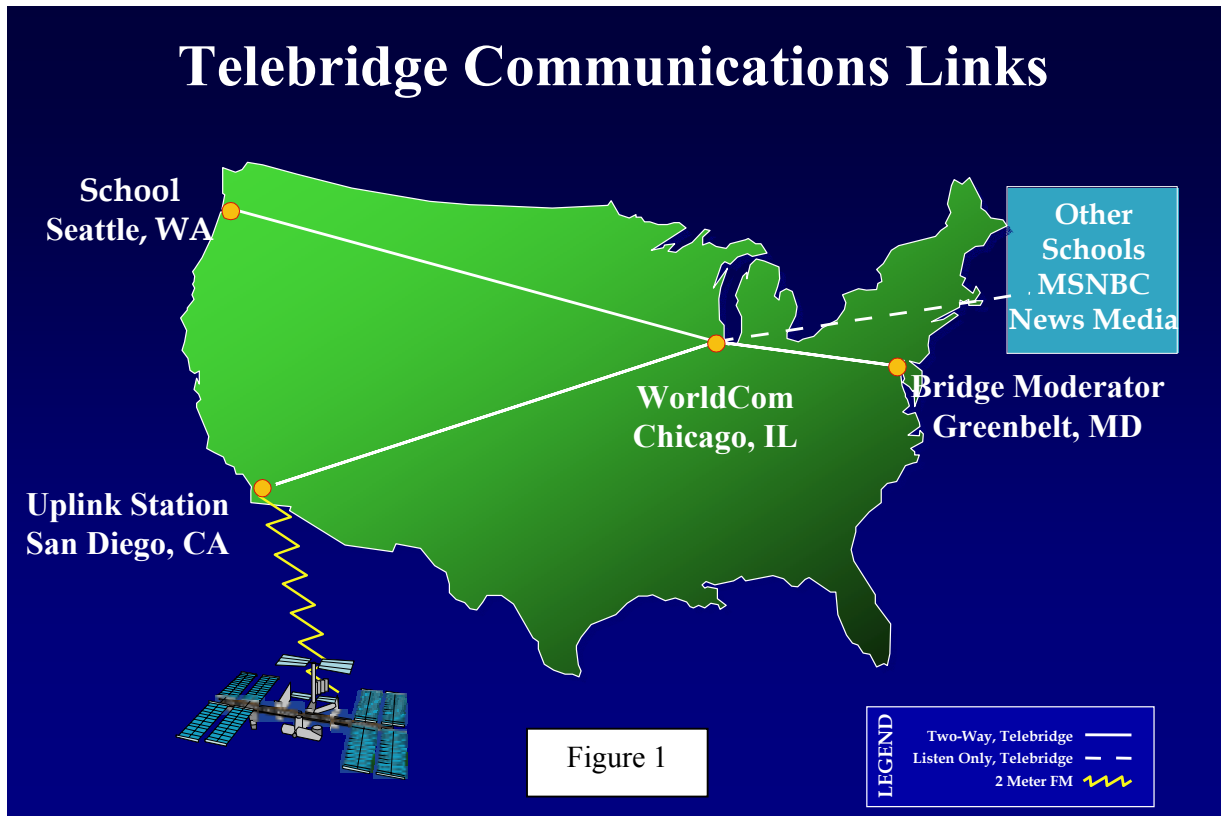 Telebridge Communications Links
School
Seattle, WA
Other
Schools
MSNBC
News Media
WorldCom
Chicago, IL
Bridge Moderator
Greenbelt, MD
Uplink Station
San Diego, CA
Figure 1
LEGEND
Two-Way, Telebridge
Listen Only, Telebridge
2 Meter FM